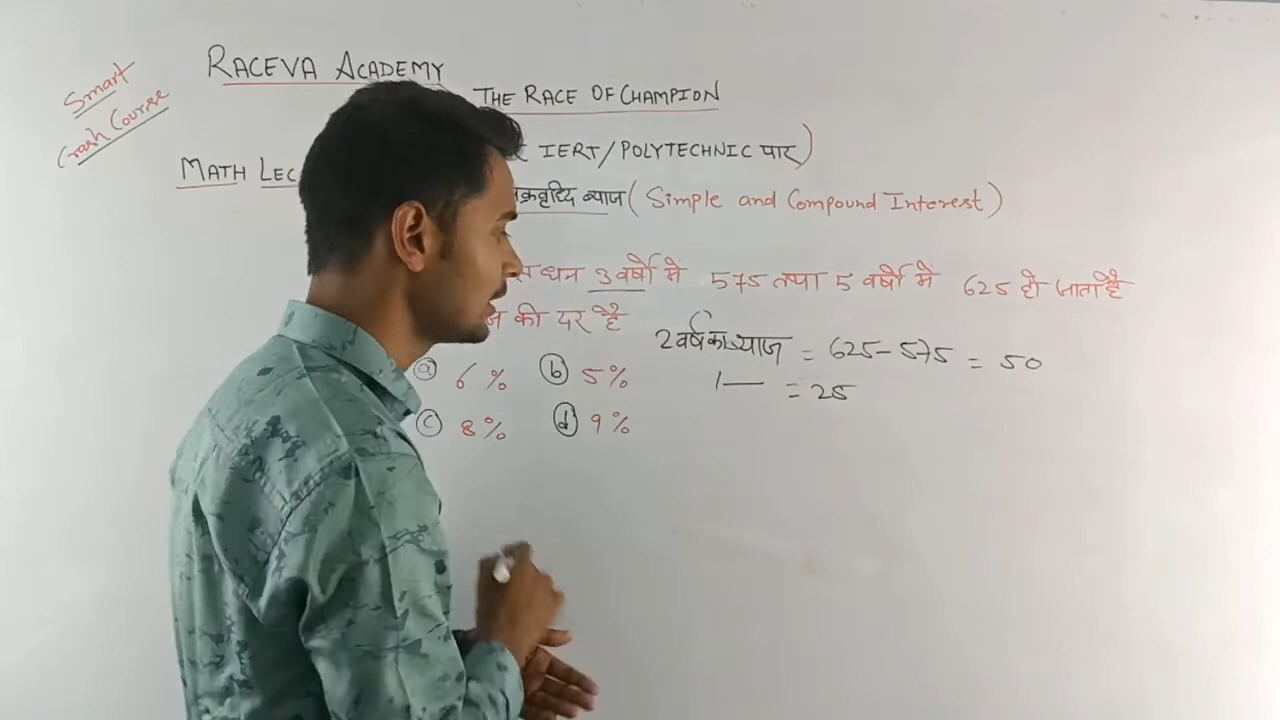 Smart
Crash Course
RACEVA ACADEMY
THE RACE OF CHAMPION
IERT/POLYTECHNIC पार)
MATH LEC
ब्याज (Simple and Compound Interest)
धन 3 वर्षो मे 575 तथा 5 वर्षो में 625 हो जाता है
की दर है
2 वर्ष का ब्याज = 625-575 = 50
1— = 25
(a) 6 % (b) 5%
(c) 8% (d) 9%